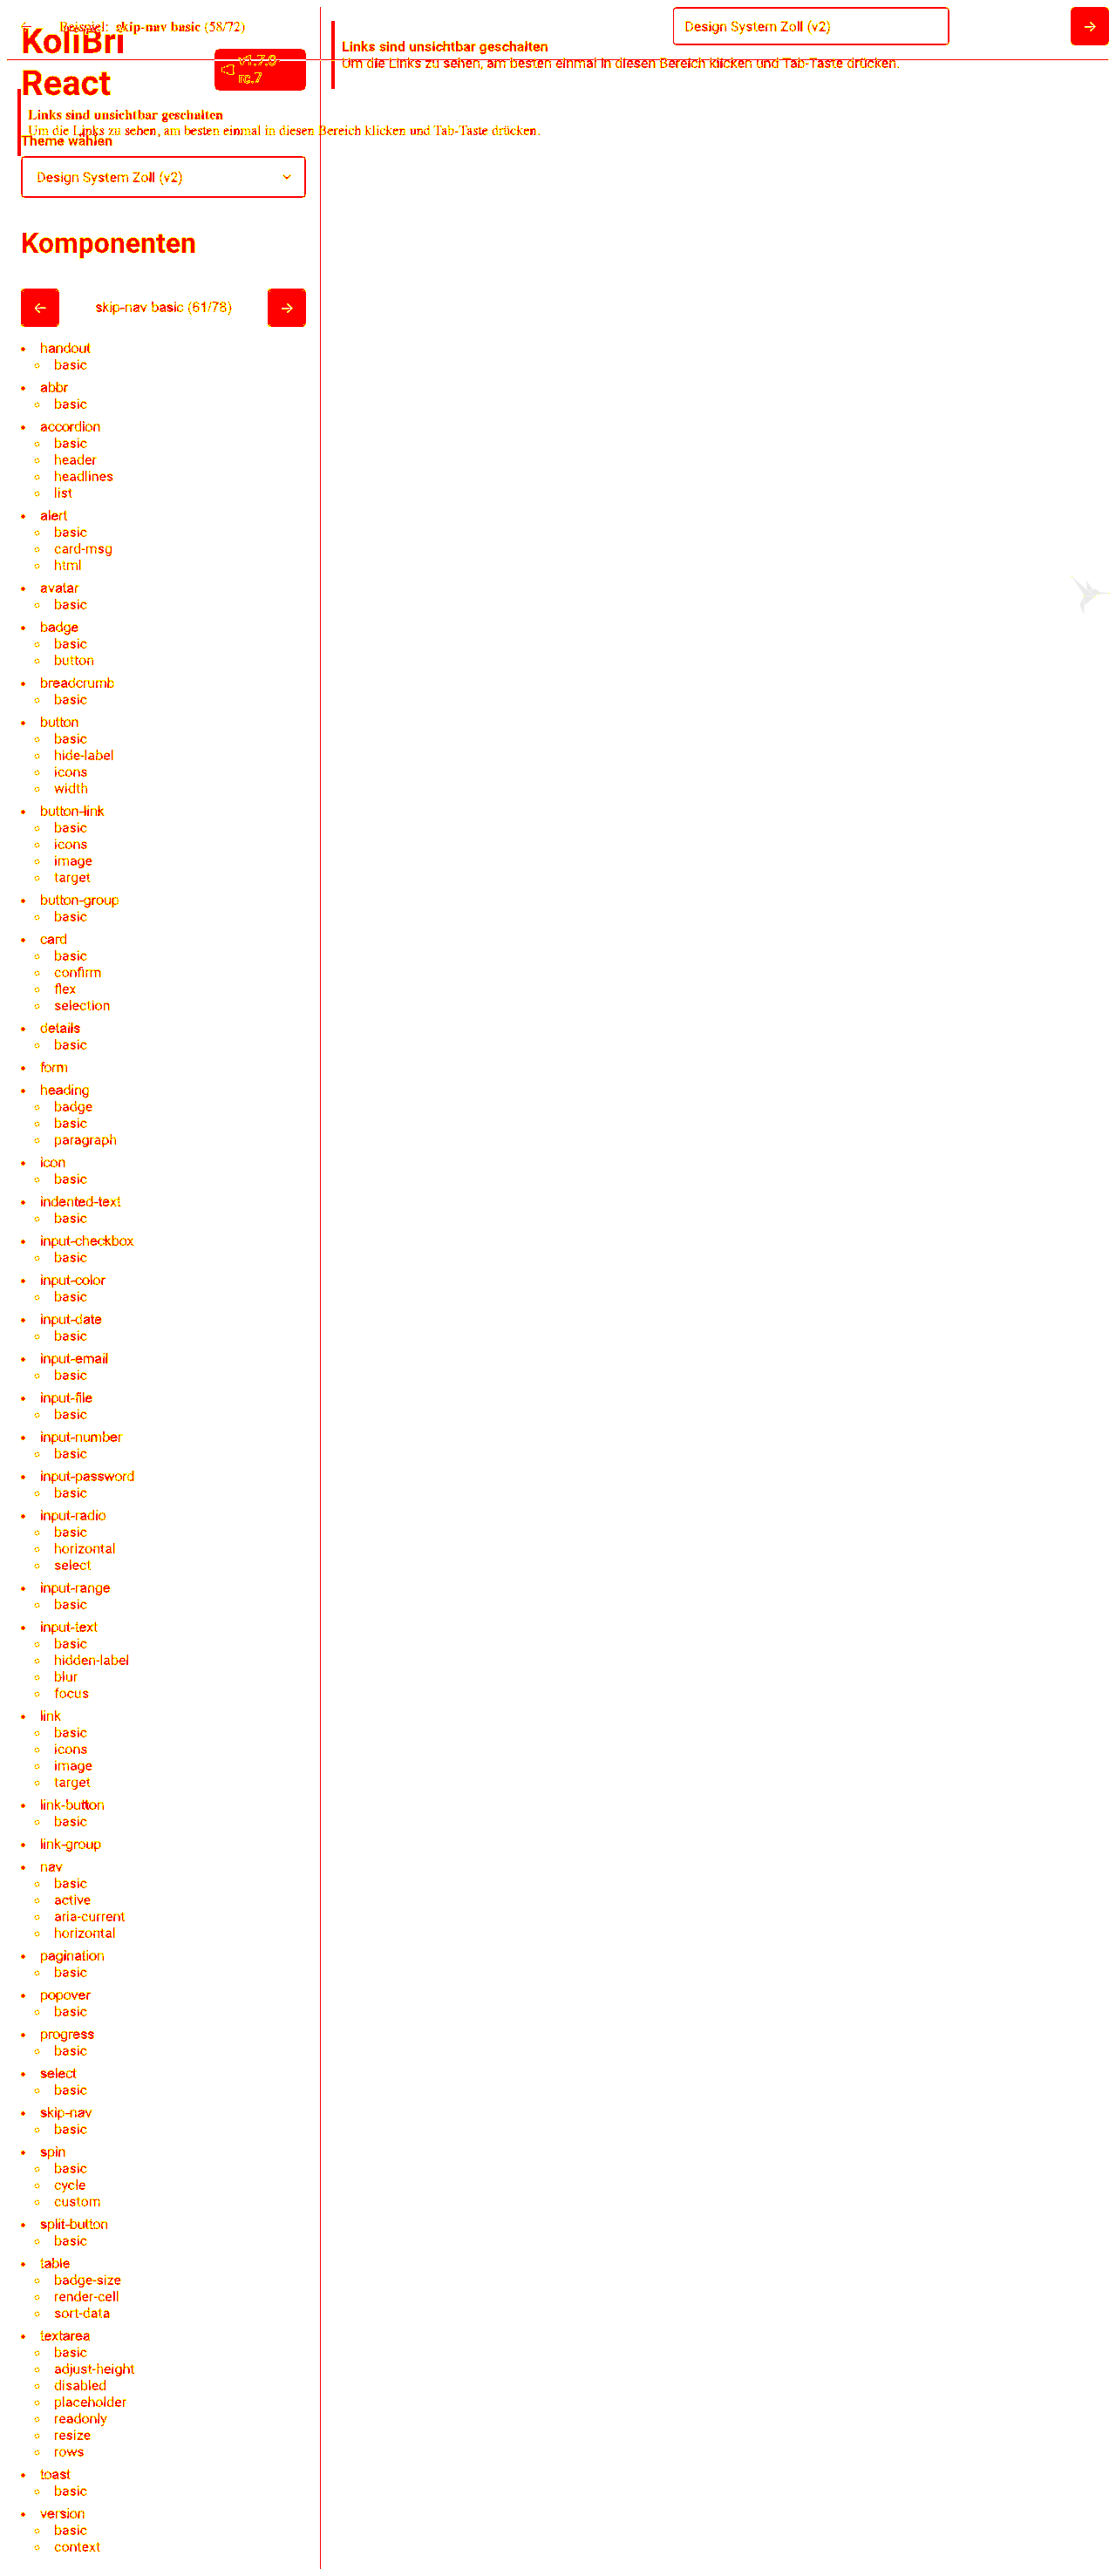 Beispiel: skip-nav basic (58/72)
Design System Zoll (v2)
KoliBri
React
v1.7.0-
rc.7
Links sind unsichtbar geschalten
Um die Links zu sehen, am besten einmal in diesen Bereich klicken und Tab-Taste drücken.
Links sind unsichtbar geschalten
Um die Links zu sehen, am besten einmal in diesen Bereich klicken und Tab-Taste drücken.
Theme wählen
Design System Zoll (v2)
Komponenten
skip-nav basic (61/78)
handout
basic
abbr
basic
accordion
basic
header
headlines
list
alert
basic
card-msg
html
avatar
basic
badge
basic
button
breadcrumb
basic
button
basic
hide-label
icons
width
button-link
basic
icons
image
target
button-group
basic
card
basic
confirm
flex
selection
details
basic
form
heading
badge
basic
paragraph
icon
basic
indented-text
basic
input-checkbox
basic
input-color
basic
input-date
basic
input-email
basic
input-file
basic
input-number
basic
input-password
basic
input-radio
basic
horizontal
select
input-range
basic
input-text
basic
hidden-label
blur
focus
link
basic
icons
image
target
link-button
basic
link-group
nav
basic
active
aria-current
horizontal
pagination
basic
popover
basic
progress
basic
select
basic
skip-nav
basic
spin
basic
cycle
custom
split-button
basic
table
badge-size
render-cell
sort-data
textarea
basic
adjust-height
disabled
placeholder
readonly
resize
rows
toast
basic
version
basic
context